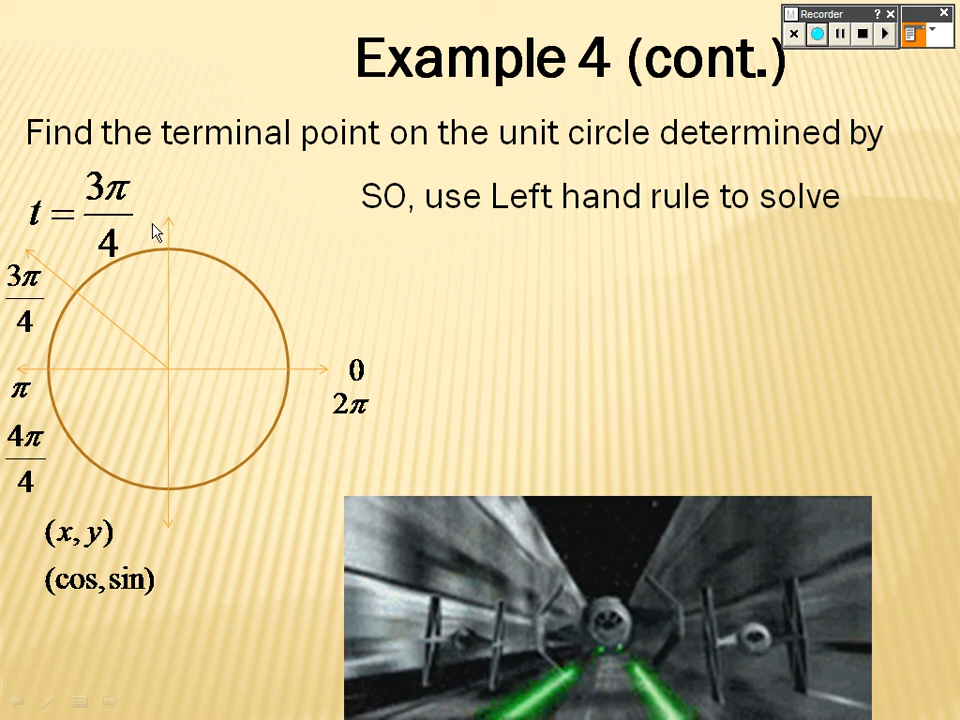 Recorder
Example 4 (cont.)
Find the terminal point on the unit circle determined by
t = 3π/4
SO, use Left hand rule to solve
3π/4
0
π
2π
4π/4
(x, y)
(cos, sin)